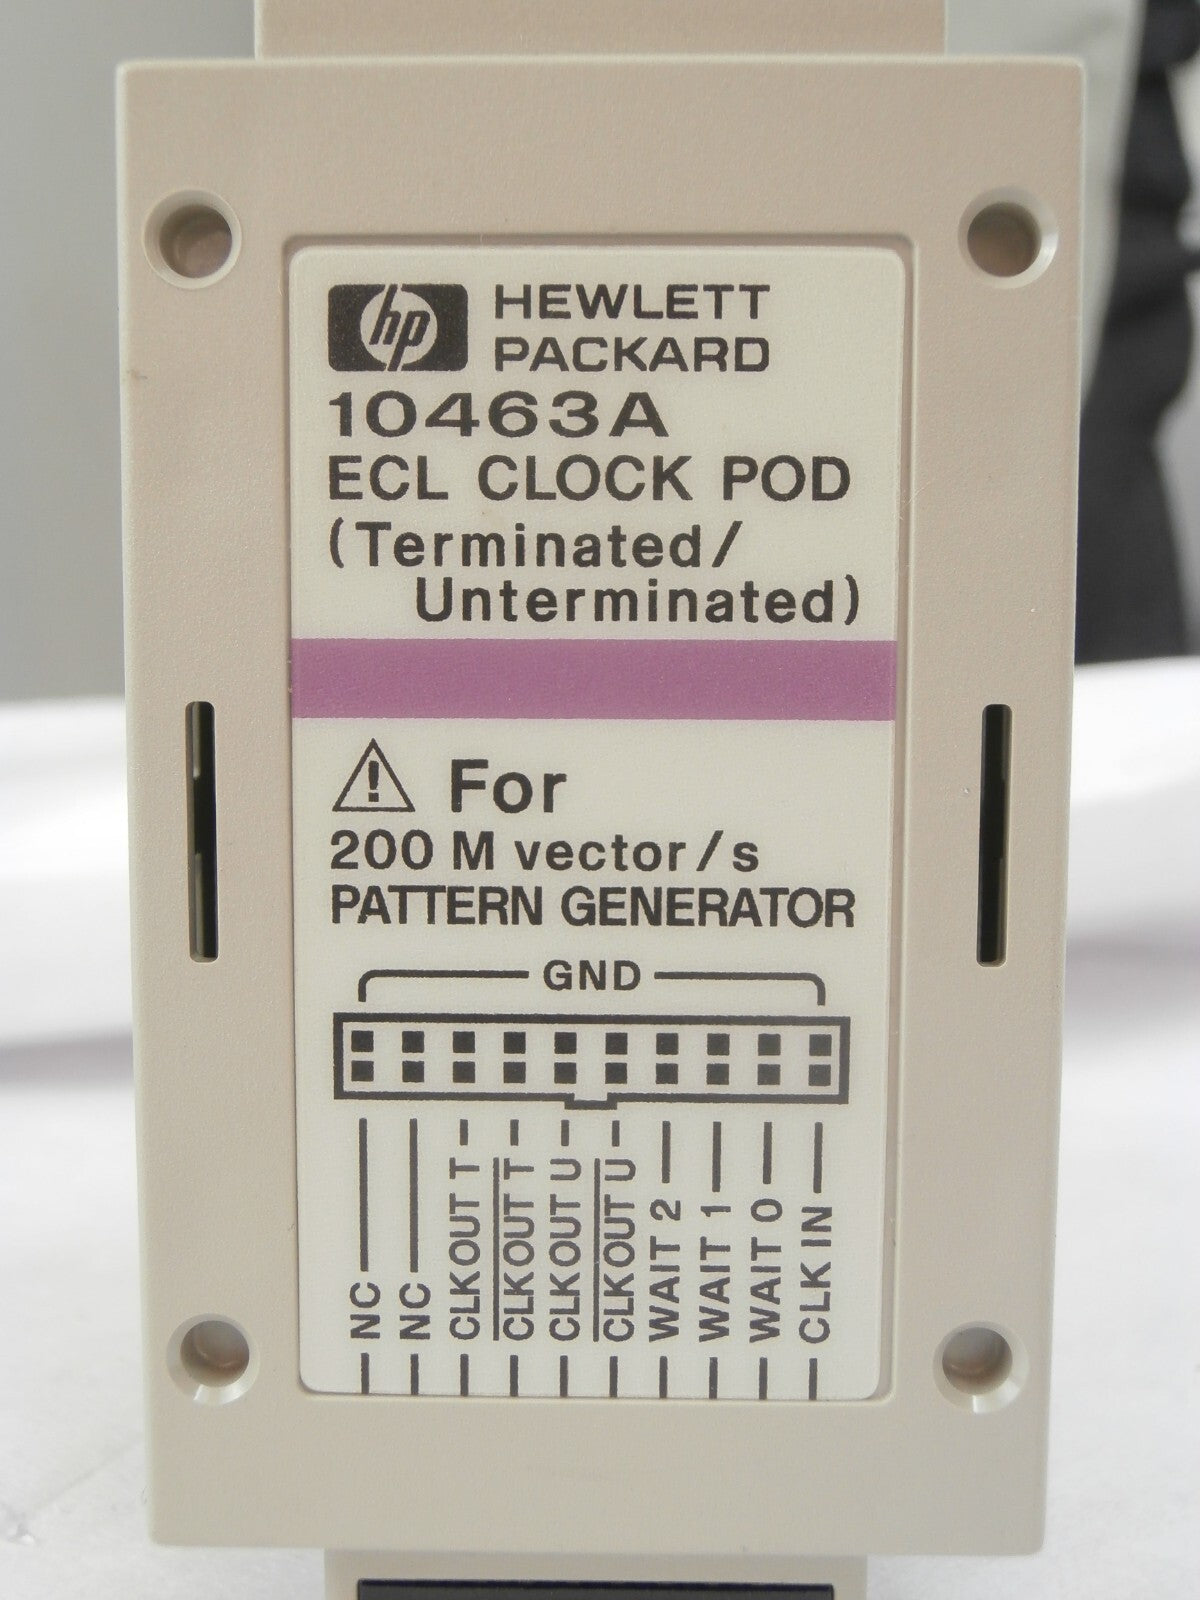 hp HEWLETT
PACKARD
10463A
ECL CLOCK POD
(Terminated/
Unterminated)
For
200 M vector/s
PATTERN GENERATOR
GND
NC
NC
CLKOUT T
CLKOUT T
CLKOUT U
CLKOUT U
WAIT 2
WAIT 1
WAIT 0
CLK IN